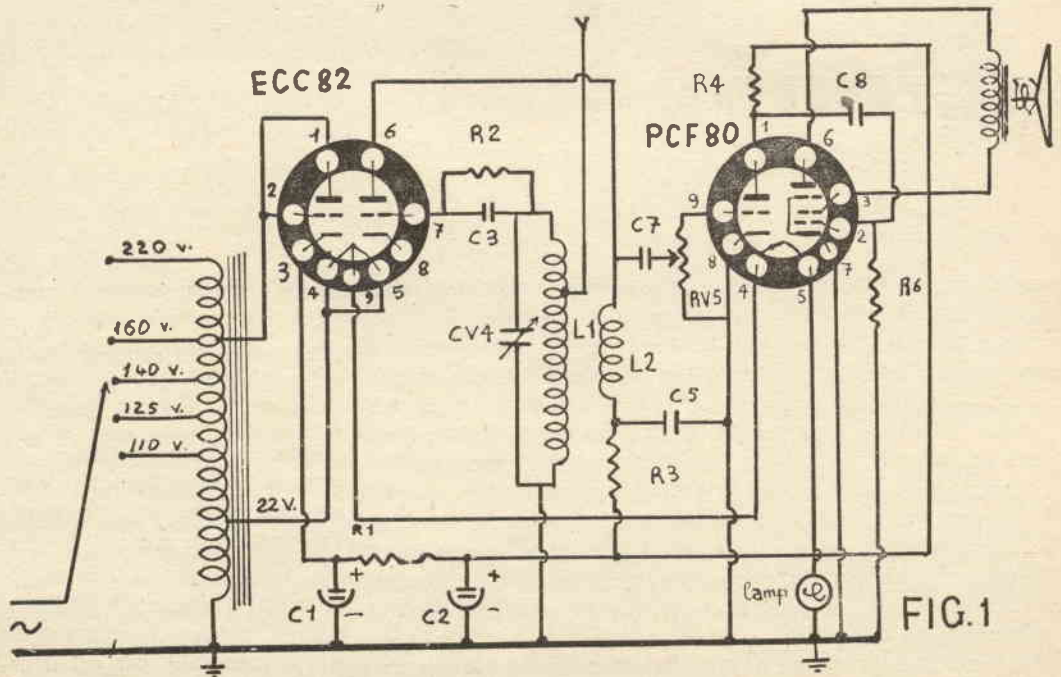 ECC82
PCF80
1
6
2
7
3
4
9
5
8
R2
C3
CV4
L1
L2
C7
RV5
C5
R3
R4
C8
1
6
9
3
2
8
4
5
7
R6
220 v.
160 v.
140 v.
125 v.
110 v.
22 V.
R1
+
-
C1
+
-
C2
lamp
~
FIG.1